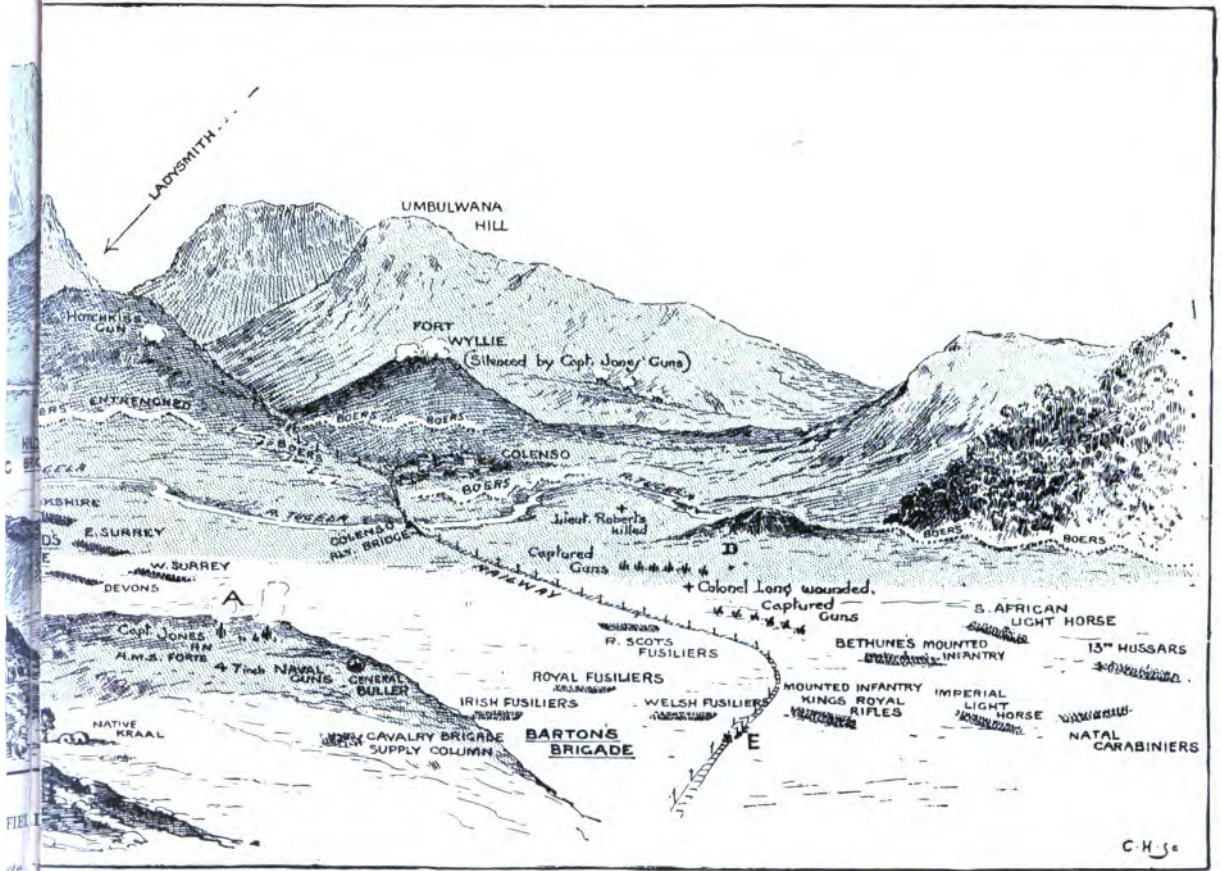 LADYSMITH....
UMBULWANA
HILL
HOTCHKISS
GUN
FORT
WYLLIE
(Silenced by Capt. Jones' Guns)
ENTRENCHED
BOERS
BOERS
BOERS
COLENSO
BOERS
R. TUGELA
R. TUGELA
COLENSO
RLY. BRIDGE
Lieut. Roberts
killed
D
BOERS
BOERS
E. SURREY
W. SURREY
DEVONS
RAILWAY
Captured
Guns
Colonel Long wounded.
Captured
Guns
S. AFRICAN
LIGHT HORSE
R. SCOTS
FUSILIERS
BETHUNE'S MOUNTED
INFANTRY
13TH HUSSARS
A
Capt. JONES
RN
H.M.S. FORTE
4 7inch NAVAL
GUNS
GENERAL
BULLER
ROYAL FUSILIERS
IRISH FUSILIERS
WELSH FUSILIERS
MOUNTED INFANTRY
KINGS ROYAL
RIFLES
IMPERIAL
LIGHT
HORSE
NATAL
CARABINIERS
NATIVE
KRAAL
CAVALRY BRIGADE
SUPPLY COLUMN
BARTON'S
BRIGADE
E
C.H.Sc